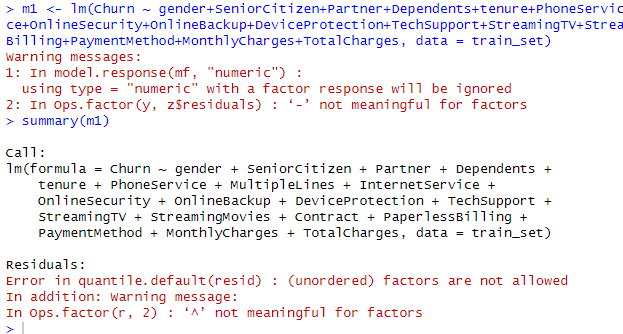 > m1 <- lm(Churn ~ gender+SeniorCitizen+Partner+Dependents+tenure+PhoneServic
ce+OnlineSecurity+OnlineBackup+DeviceProtection+TechSupport+StreamingTV+Strea
Billing+PaymentMethod+MonthlyCharges+TotalCharges, data = train_set)
Warning messages:
1: In model.response(mf, "numeric") :
  using type = "numeric" with a factor response will be ignored
2: In Ops.factor(y, z$residuals) : ‘-’ not meaningful for factors
> summary(m1)

Call:
lm(formula = Churn ~ gender + SeniorCitizen + Partner + Dependents +
    tenure + PhoneService + MultipleLines + InternetService +
    OnlineSecurity + OnlineBackup + DeviceProtection + TechSupport +
    StreamingTV + StreamingMovies + Contract + PaperlessBilling +
    PaymentMethod + MonthlyCharges + TotalCharges, data = train_set)

Residuals:
Error in quantile.default(resid) : (unordered) factors are not allowed
In addition: Warning message:
In Ops.factor(r, 2) : ‘^’ not meaningful for factors
>